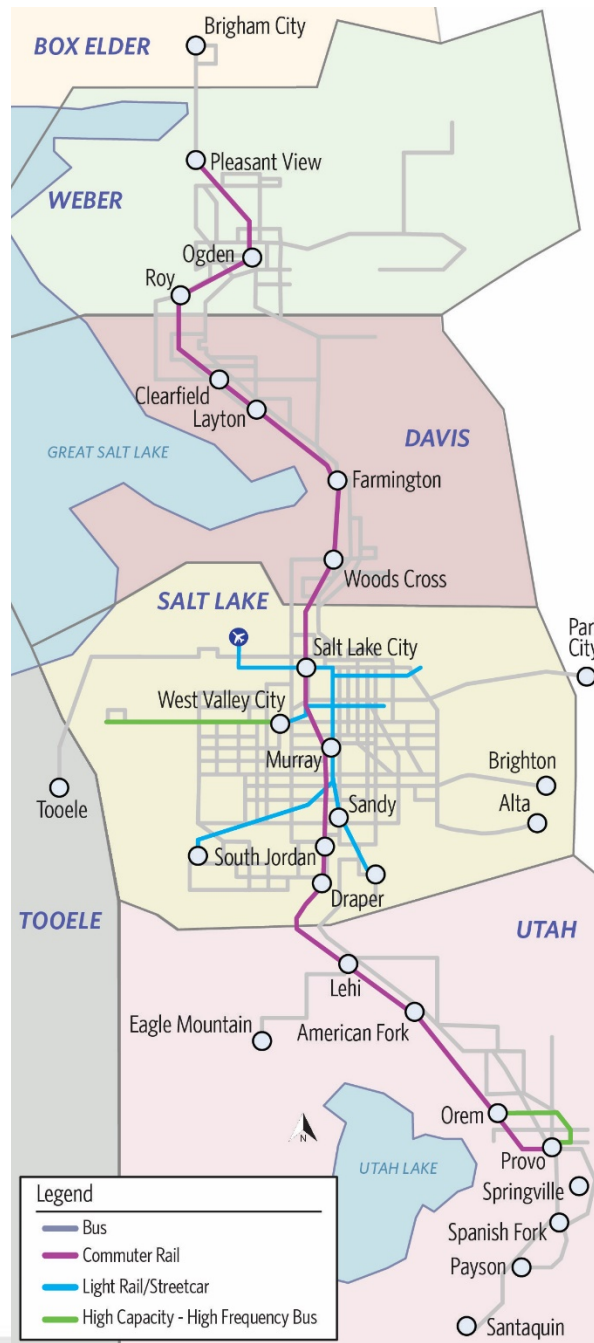 Brigham City
BOX ELDER
Pleasant View
WEBER
Ogden
Roy
Clearfield
Layton
GREAT SALT LAKE
DAVIS
Farmington
Woods Cross
SALT LAKE
Par
City
Salt Lake City
West Valley City
Murray
Brighton
Tooele
Sandy
Alta
South Jordan
Draper
TOOELE
UTAH
Lehi
Eagle Mountain
American Fork
N
Orem
UTAH LAKE
Provo
Springville
Spanish Fork
Payson
Santaquin
Legend
Bus
Commuter Rail
Light Rail/Streetcar
High Capacity - High Frequency Bus